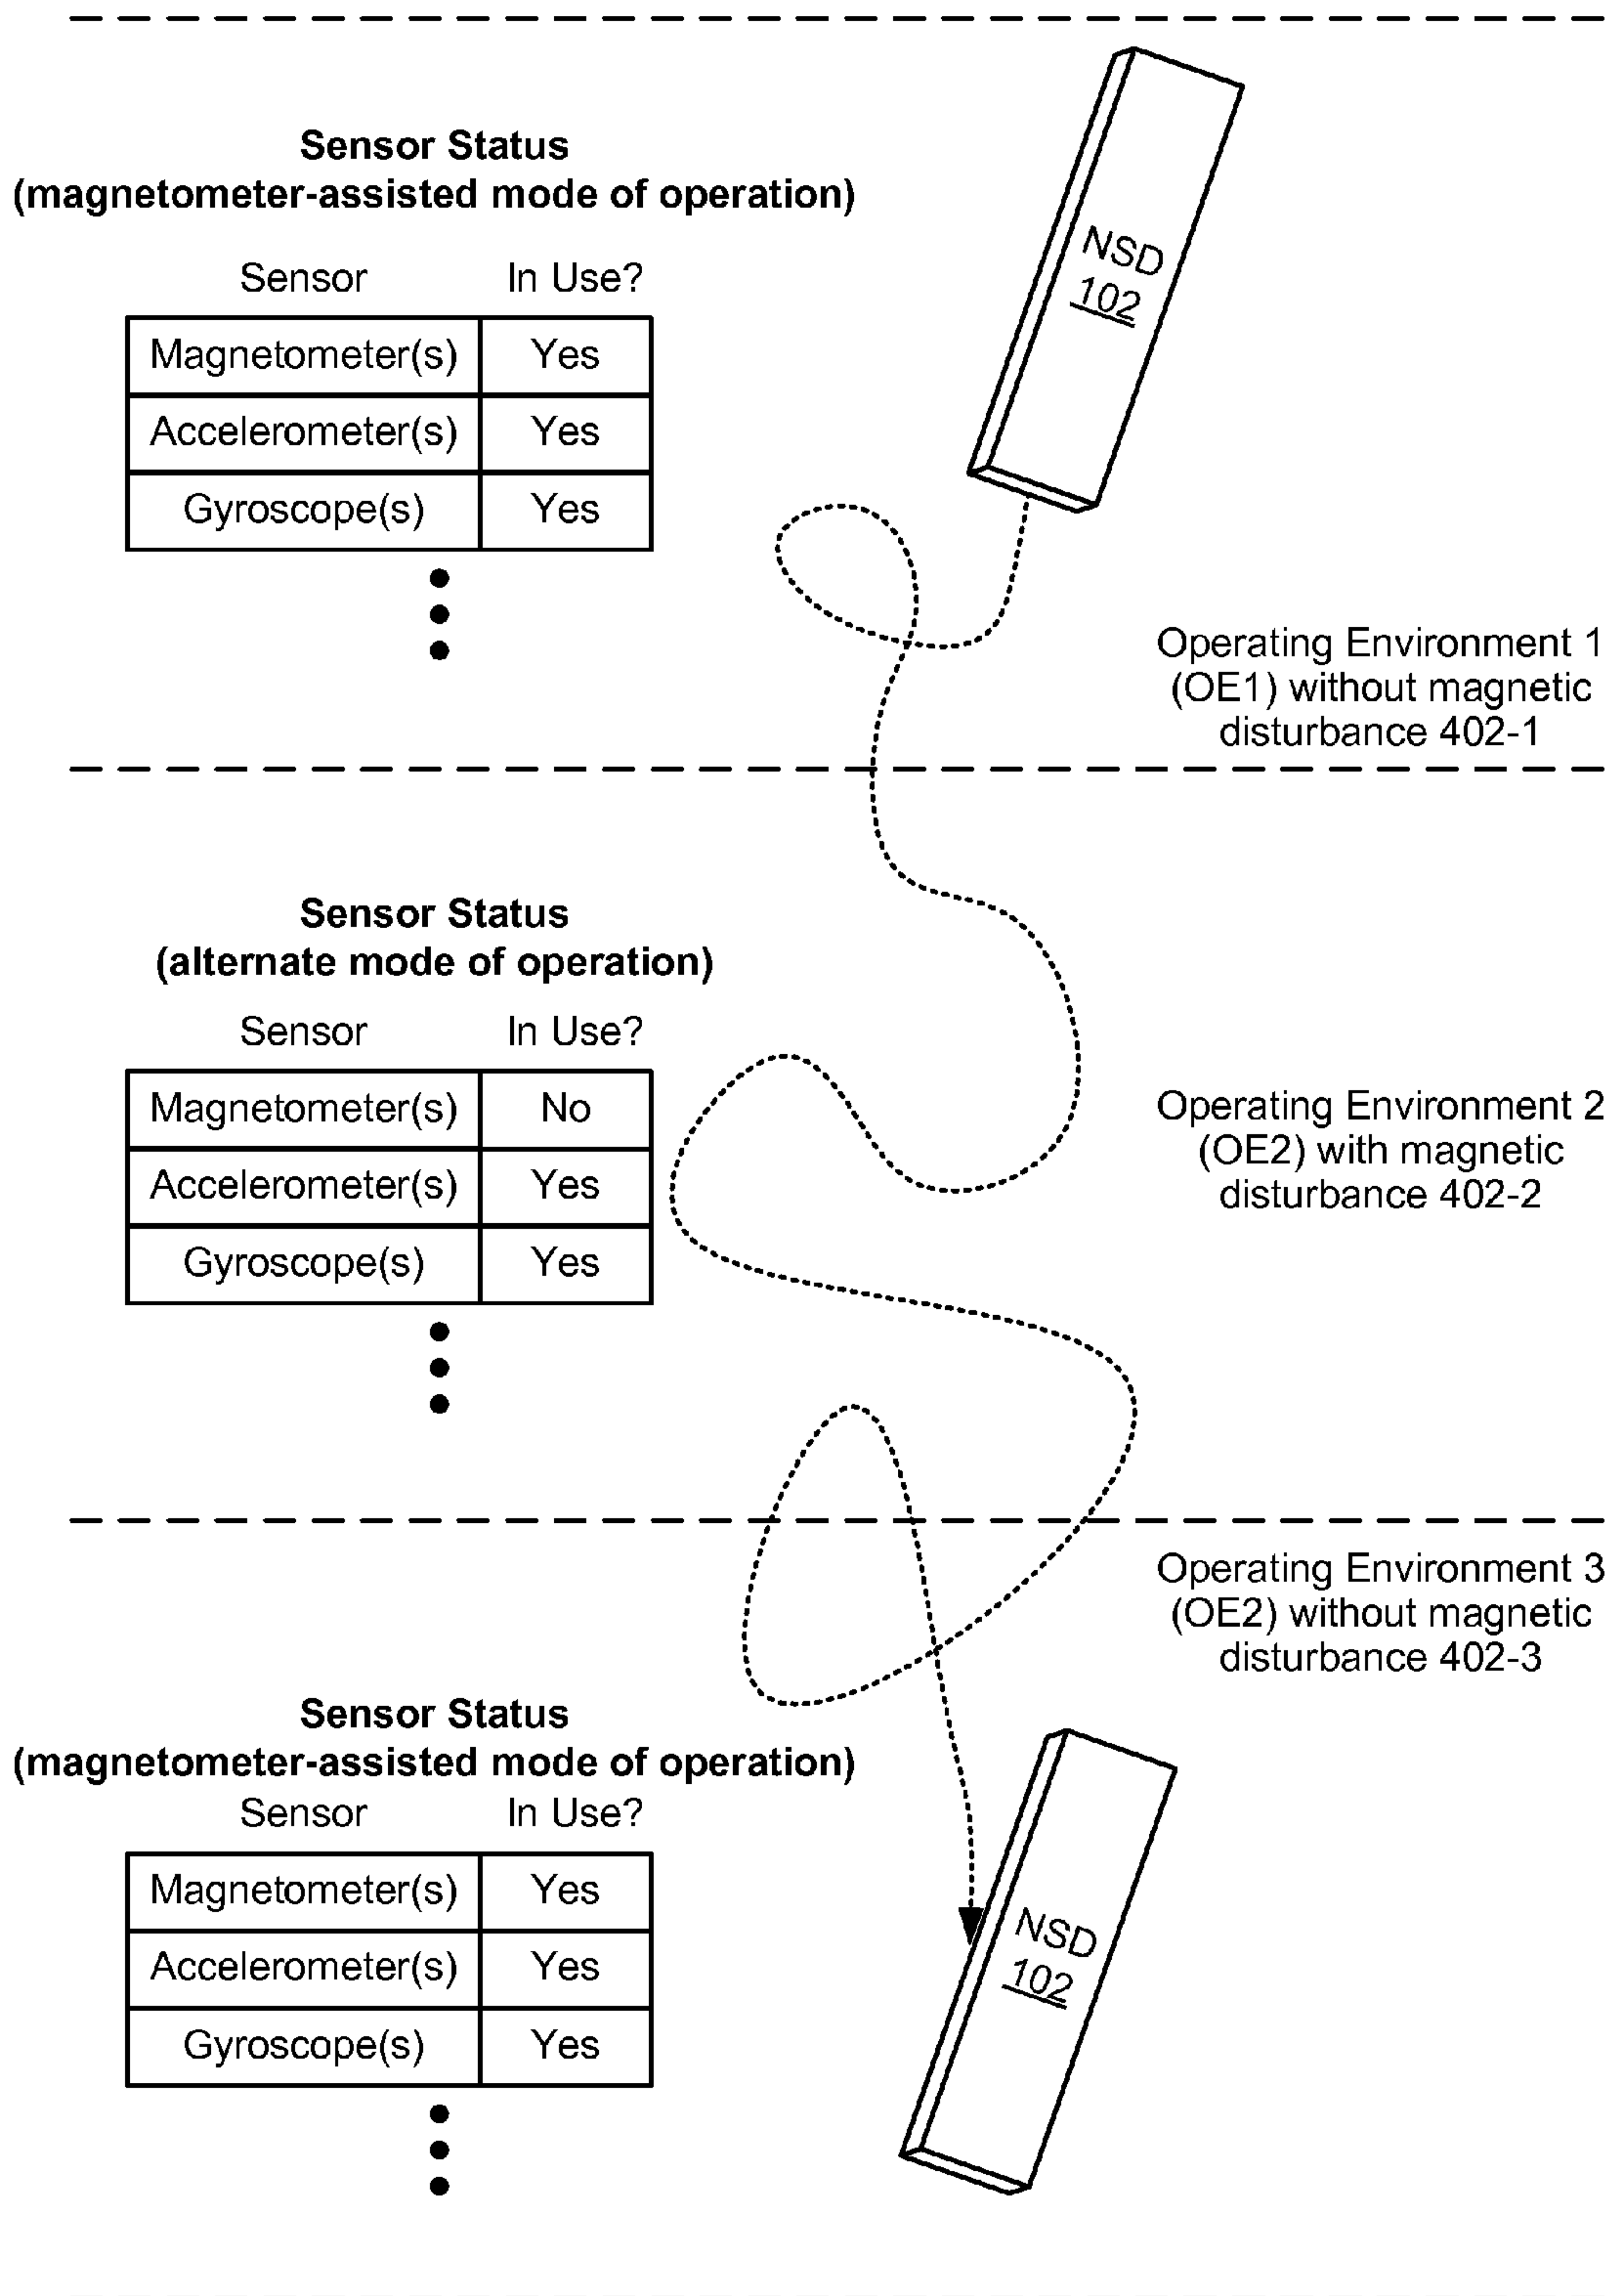 Sensor Status
(magnetometer-assisted mode of operation)
Sensor In Use?
Magnetometer(s) Yes
Accelerometer(s) Yes
Gyroscope(s) Yes
NSD
102
Operating Environment 1
(OE1) without magnetic
disturbance 402-1
Sensor Status
(alternate mode of operation)
Sensor In Use?
Magnetometer(s) No
Accelerometer(s) Yes
Gyroscope(s) Yes
Operating Environment 2
(OE2) with magnetic
disturbance 402-2
Operating Environment 3
(OE2) without magnetic
disturbance 402-3
Sensor Status
(magnetometer-assisted mode of operation)
Sensor In Use?
Magnetometer(s) Yes
Accelerometer(s) Yes
Gyroscope(s) Yes
NSD
102